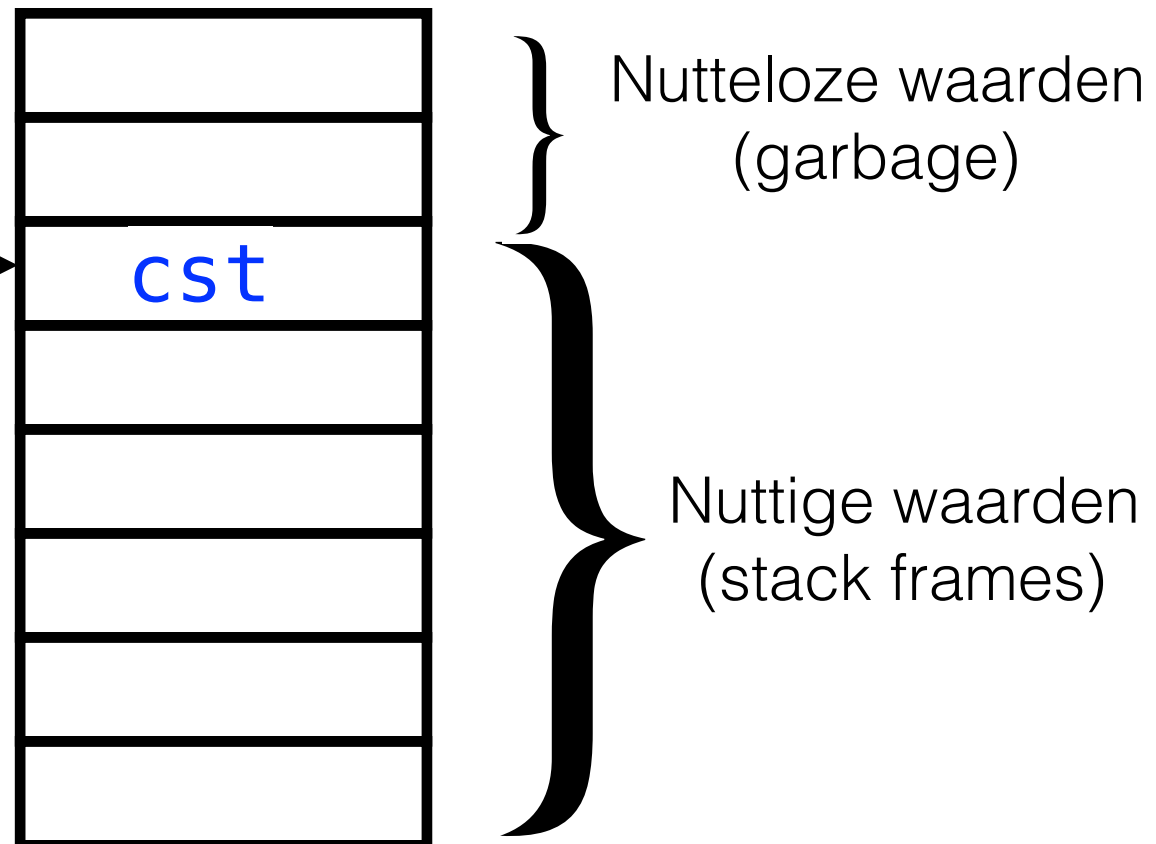 Nutteloze waarden
(garbage)
cst
Nuttige waarden
(stack frames)